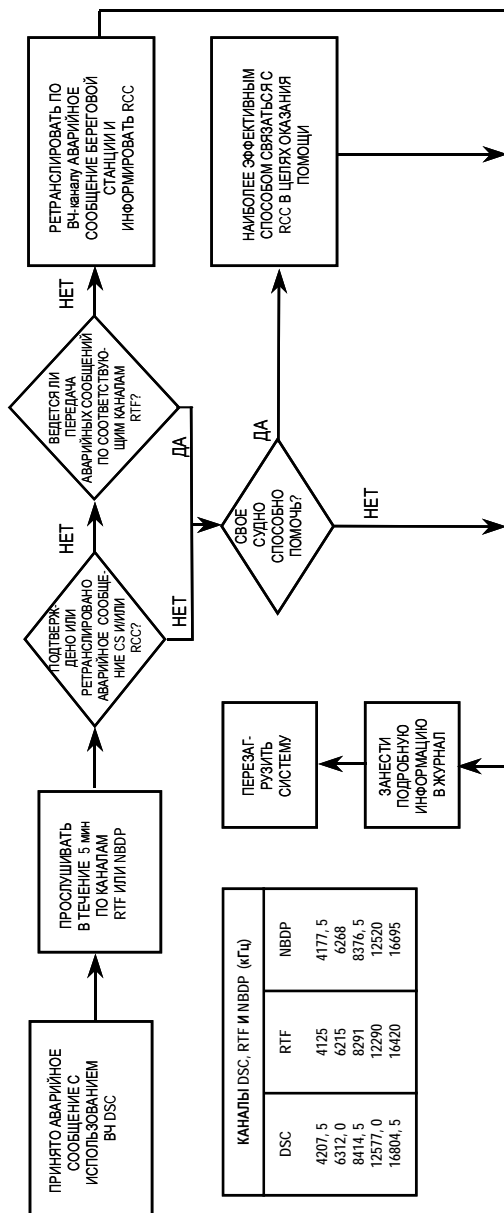 ПРИНЯТО АВАРИЙНОЕ
СООБЩЕНИЕ С
ИСПОЛЬЗОВАНИЕМ
ВЧ DSC
ПРОСЛУШИВАТЬ
В ТЕЧЕНИЕ 5 мин
ПО КАНАЛАМ
RTF ИЛИ NBDP
ПОДТВЕРЖ-
ДЕНО ИЛИ
РЕТРАНСЛИРОВАНО
АВАРИЙНОЕ СООБЩЕ-
НИЕ CS И/ИЛИ
RCC?
НЕТ
НЕТ
ВЕДЕТСЯ ЛИ
ПЕРЕДАЧА
АВАРИЙНЫХ СООБЩЕНИЙ
ПО СООТВЕТСТВУЮ-
ЩИМ КАНАЛАМ
RTF?
НЕТ
ДА
РЕТРАНСЛИРОВАТЬ ПО
ВЧ-каналу АВАРИЙНОЕ
СООБЩЕНИЕ БЕРЕГОВОЙ
СТАНЦИИ И
ИНФОРМИРОВАТЬ RCC
СВОЕ
СУДНО
СПОСОБНО
ПОМОЧЬ?
ДА
НЕТ
НАИБОЛЕЕ ЭФФЕКТИВНЫМ
СПОСОБОМ СВЯЗАТЬСЯ С
RCC В ЦЕЛЯХ ОКАЗАНИЯ
ПОМОЩИ
ПЕРЕЗАГ-
РУЗИТЬ
СИСТЕМУ
ЗАНЕСТИ
ПОДРОБНУЮ
ИНФОРМАЦИЮ
В ЖУРНАЛ
КАНАЛЫ DSC, RTF И NBDP (кГц)
DSC RTF NBDP
4207, 5 4125 4177, 5
6312, 0 6215 6268
8414, 5 8291 8376, 5
12577, 0 12290 12520
16804, 5 16420 16695